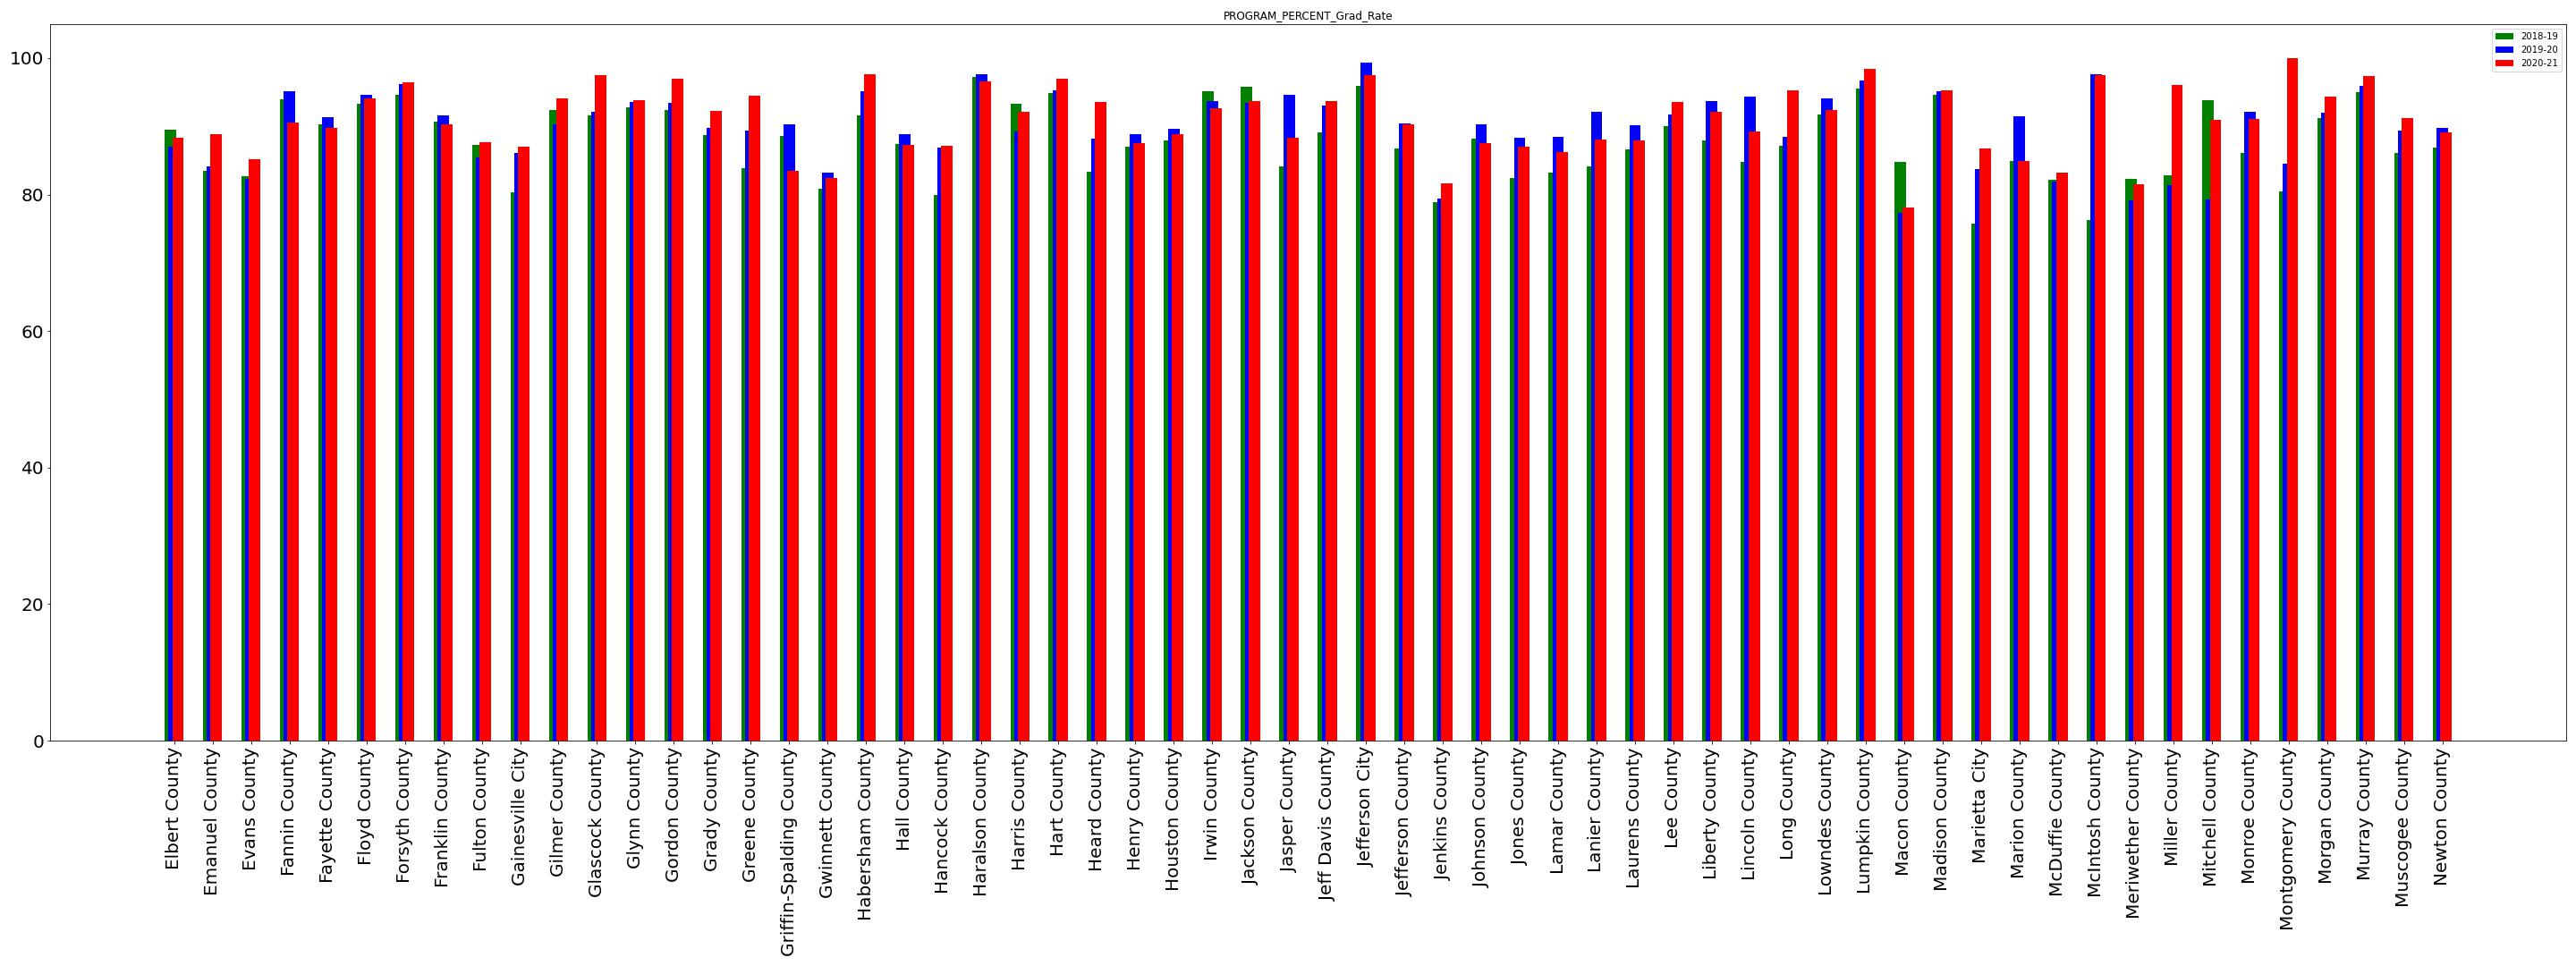 PROGRAM_PERCENT_Grad_Rate
2018-19
2019-20
2020-21
100
80
60
40
20
0
Elbert County
Emanuel County
Evans County
Fannin County
Fayette County
Floyd County
Forsyth County
Franklin County
Fulton County
Gainesville City
Gilmer County
Glascock County
Glynn County
Gordon County
Grady County
Greene County
Griffin-Spalding County
Gwinnett County
Habersham County
Hall County
Hancock County
Haralson County
Harris County
Hart County
Heard County
Henry County
Houston County
Irwin County
Jackson County
Jasper County
Jeff Davis County
Jefferson City
Jefferson County
Jenkins County
Johnson County
Jones County
Lamar County
Lanier County
Laurens County
Lee County
Liberty County
Lincoln County
Long County
Lowndes County
Lumpkin County
Macon County
Madison County
Marietta City
Marion County
McDuffie County
McIntosh County
Meriwether County
Miller County
Mitchell County
Monroe County
Montgomery County
Morgan County
Murray County
Muscogee County
Newton County